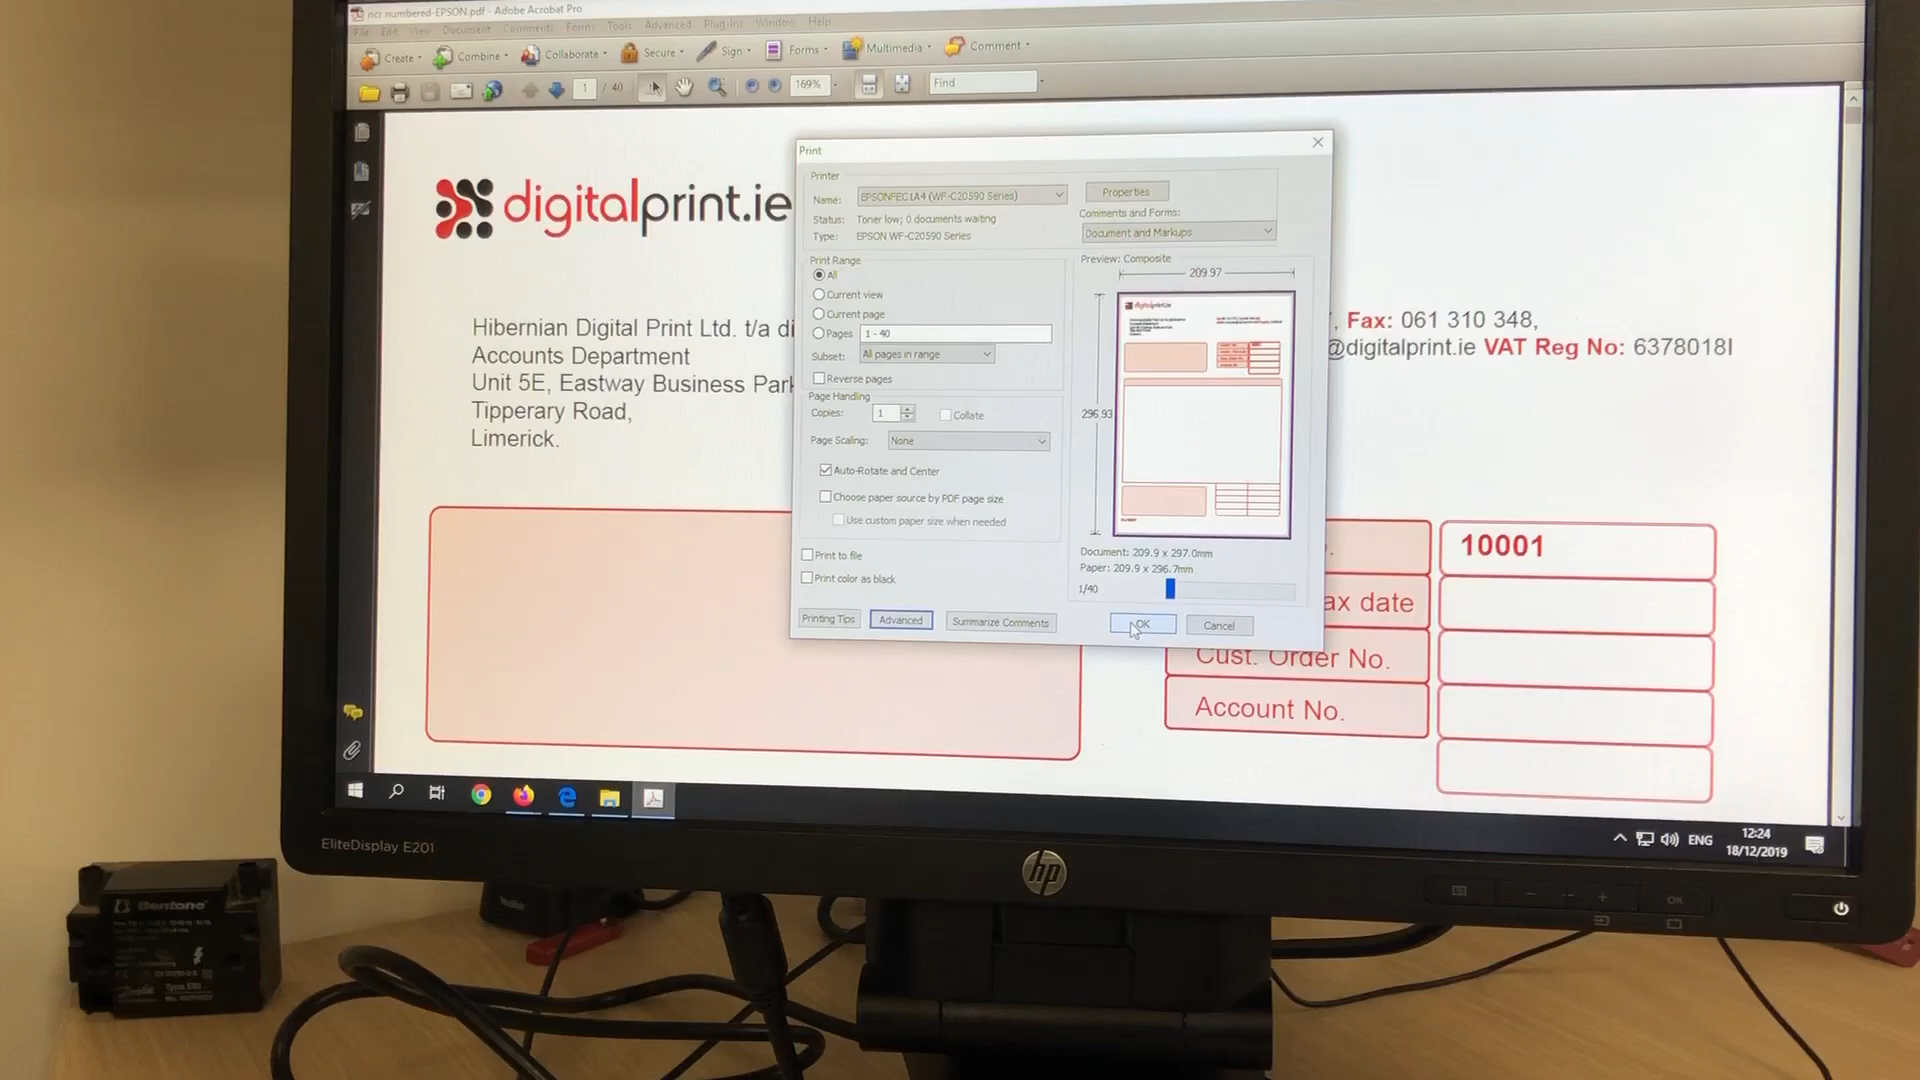 ncr numbered EPSON.pdf - Adobe Acrobat Pro
File Edit View Document Comments Forms Tools Advanced Plug-Ins Window Help
Create Combine Collaborate Secure Sign Forms Multimedia Comment
1 / 40 169% Find
digitalprint.ie
Hibernian Digital Print Ltd. t/a di
Accounts Department
Unit 5E, Eastway Business Park
Tipperary Road,
Limerick.
Fax: 061 310 348,
@digitalprint.ie VAT Reg No: 6378018I
10001
ax date
Cust. Order No.
Account No.
Print
Printer
Name: EPSONFEC1A4 (WF-C20590 Series) Properties
Status: Toner low; 0 documents waiting
Type: EPSON WF-C20590 Series
Comments and Forms:
Document and Markups
Print Range
All
Current view
Current page
Pages 1 - 40
Subset: All pages in range
Reverse pages
Page Handling
Copies: 1 Collate
Page Scaling: None
Auto-Rotate and Center
Choose paper source by PDF page size
Use custom paper size when needed
Print to file
Print color as black
Preview: Composite
209.97
296.93
digitalprint.ie
Document: 209.9 x 297.0mm
Paper: 209.9 x 296.7mm
1/40
Printing Tips Advanced Summarize Comments OK Cancel
ENG
12:24
18/12/2019
EliteDisplay E201
hp
OK
Bentone
Danfoss
Type EBI